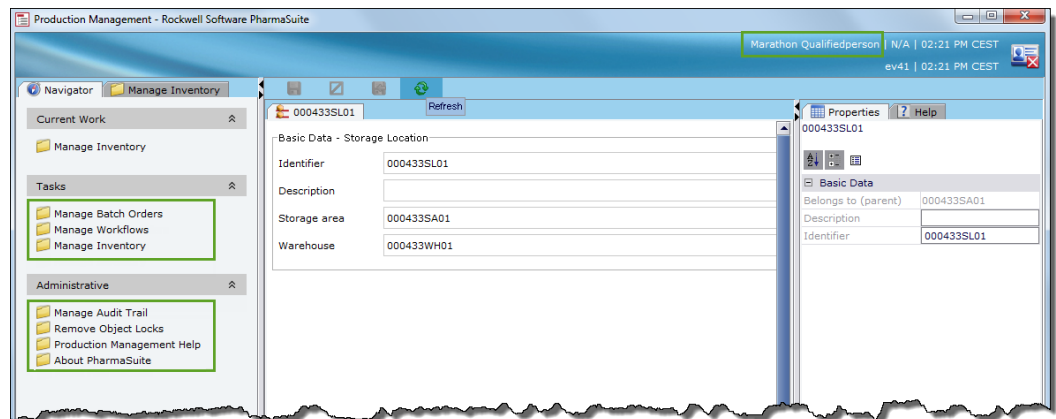 Production Management - Rockwell Software PharmaSuite
Marathon Qualifiedperson | N/A | 02:21 PM CEST
ev41 | 02:21 PM CEST
Navigator
Manage Inventory
Current Work
Manage Inventory
Tasks
Manage Batch Orders
Manage Workflows
Manage Inventory
Administrative
Manage Audit Trail
Remove Object Locks
Production Management Help
About PharmaSuite
Refresh
000433SL01
Basic Data - Storage Location
Identifier 000433SL01
Description
Storage area 000433SA01
Warehouse 000433WH01
Properties ? Help
000433SL01
Basic Data
Belongs to (parent) 000433SA01
Description
Identifier 000433SL01